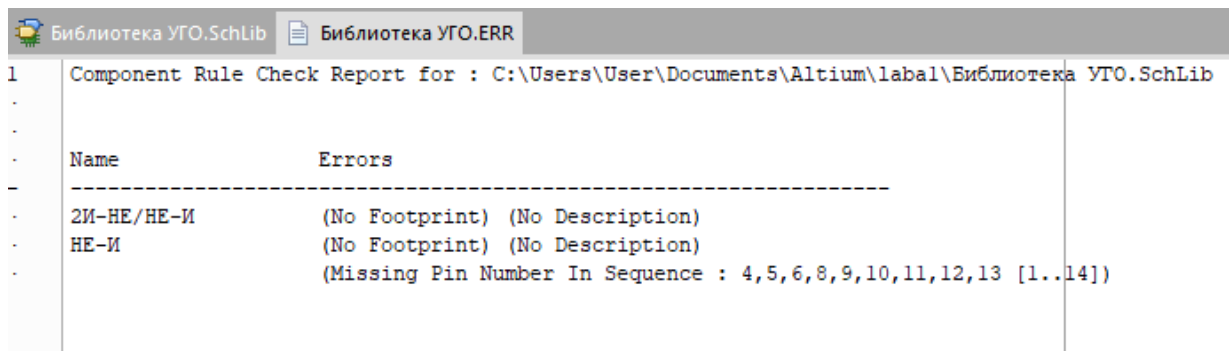 Библиотека УГО.SchLib Библиотека УГО.ERR
1 Component Rule Check Report for : C:\Users\User\Documents\Altium\laba1\Библиотека УГО.SchLib
Name Errors
--------------------------------------------------------------------
2И-НЕ/НЕ-И (No Footprint) (No Description)
НЕ-И (No Footprint) (No Description)
(Missing Pin Number In Sequence : 4,5,6,8,9,10,11,12,13 [1..14])